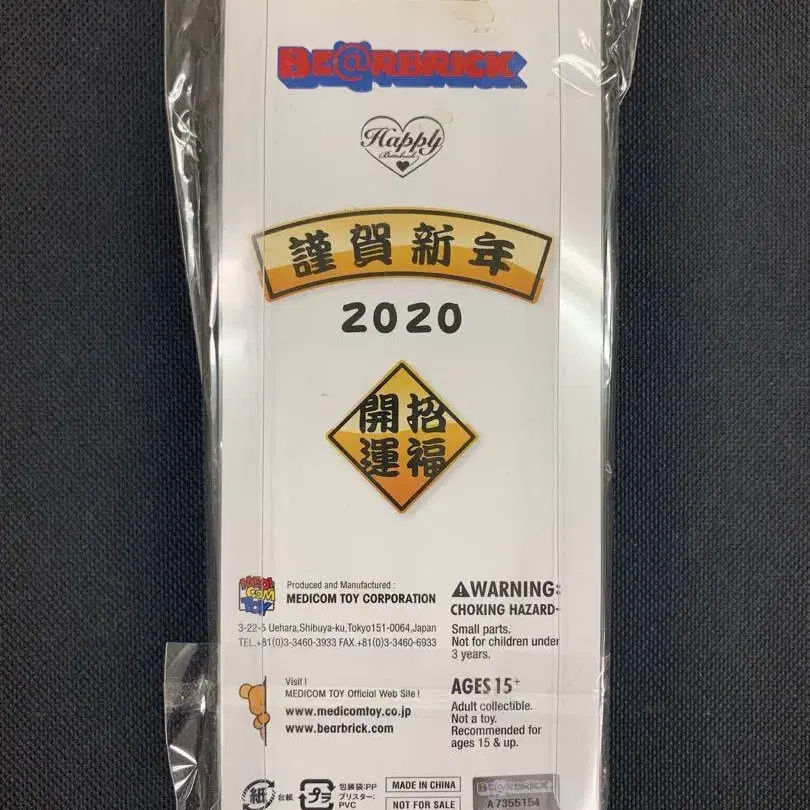 BE@RBRICK
Happy
謹賀新年
2020
開招
運福
MEDI
COM
TOY
Produced and Manufactured :
MEDICOM TOY CORPORATION
3-22-5 Uehara,Shibuya-ku,Tokyo151-0064,Japan
TEL.+81(0)3-3460-3933 FAX.+81(0)3-3460-6933
Visit !
MEDICOM TOY Official Web Site !
www.medicomtoy.co.jp
www.bearbrick.com
WARNING:
CHOKING HAZARD-
Small parts.
Not for children under
3 years.
AGES 15+
Adult collectible.
Not a toy.
Recommended for
ages 15 & up.
紙 台紙
プラ
包装袋:PP
ブリスター:
PVC
MADE IN CHINA
NOT FOR SALE
BE@RBRICK
A7355154